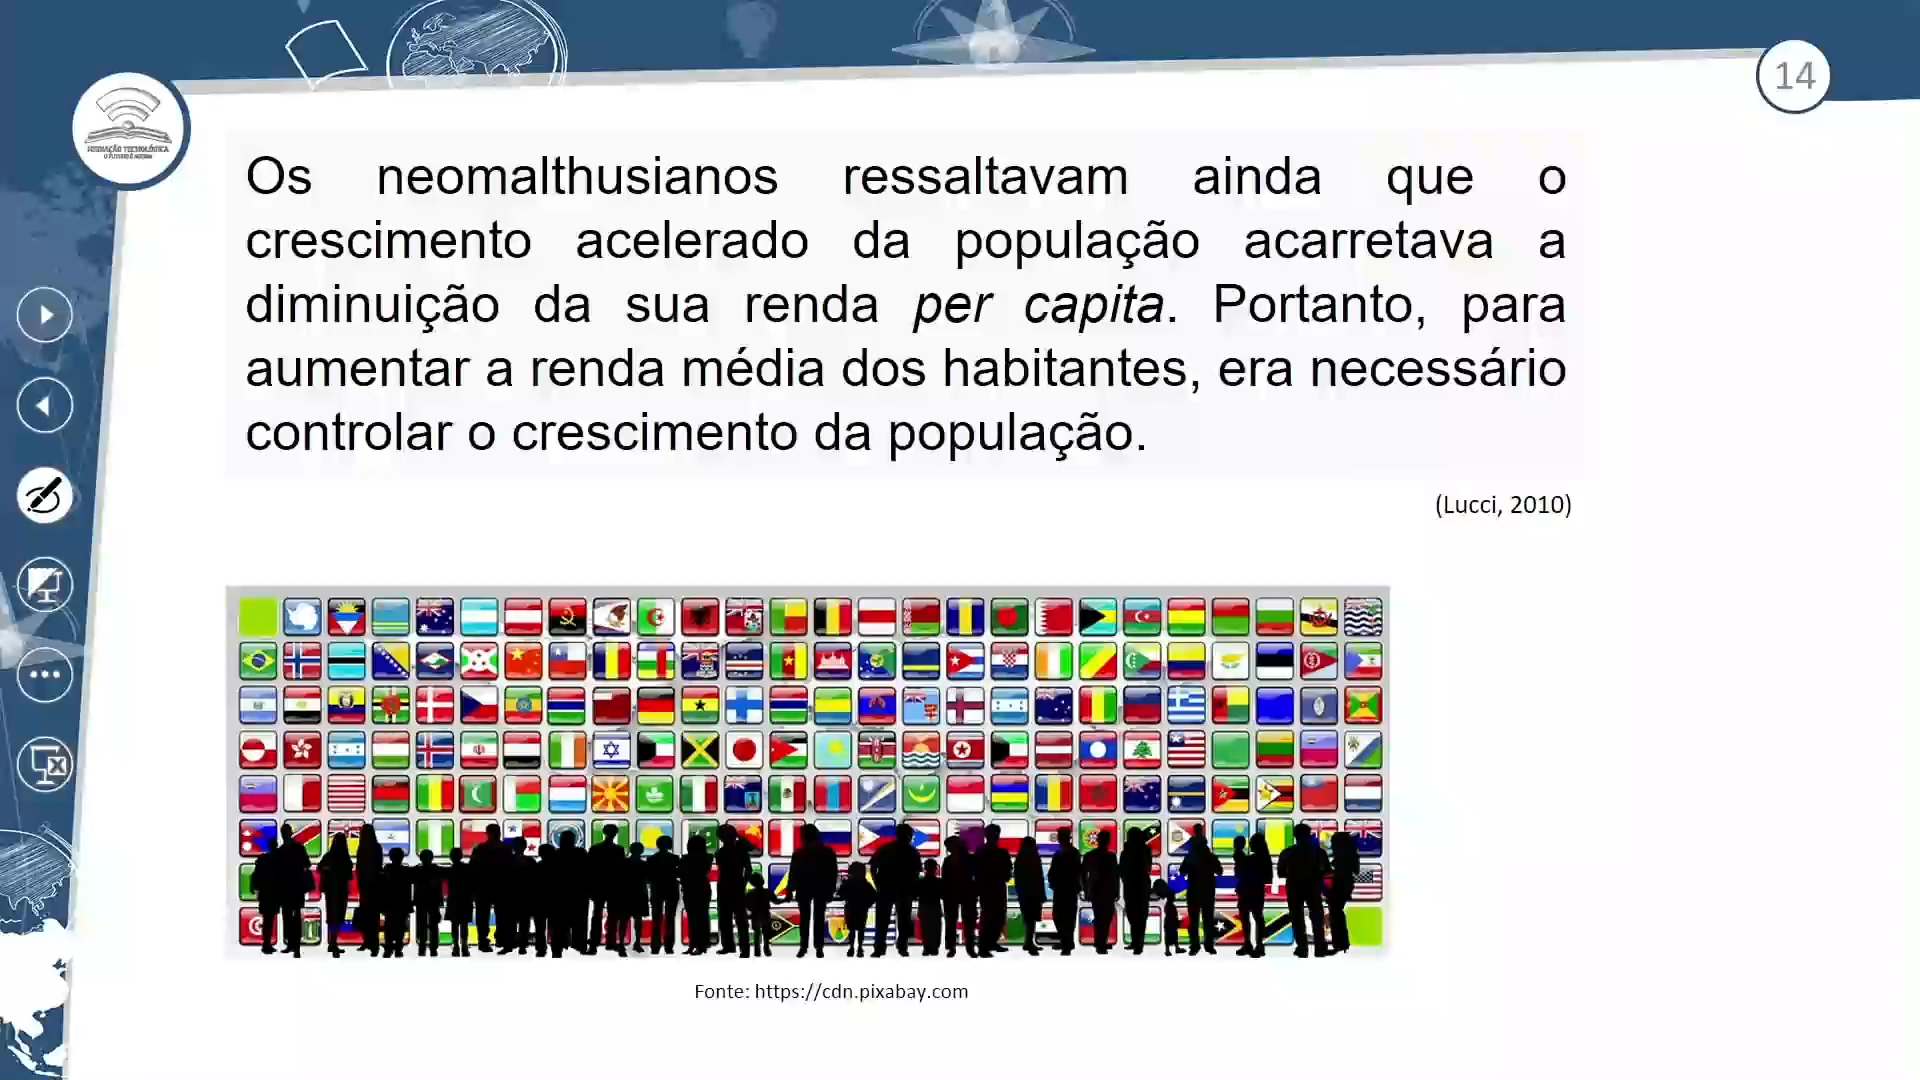 14
Os neomalthusianos ressaltavam ainda que o
crescimento acelerado da população acarretava a
diminuição da sua renda per capita. Portanto, para
aumentar a renda média dos habitantes, era necessário
controlar o crescimento da população.
(Lucci, 2010)
Fonte: https://cdn.pixabay.com